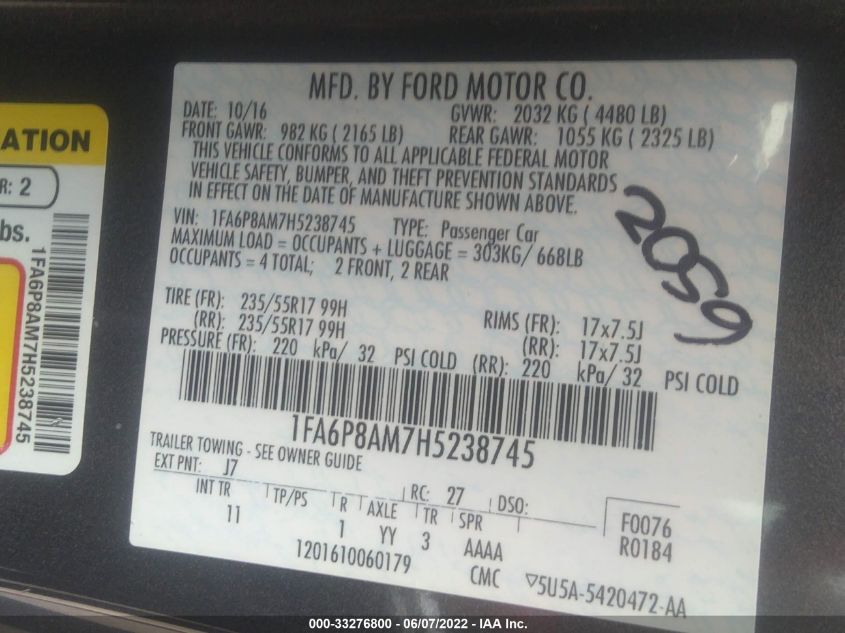 MFD. BY FORD MOTOR CO.
DATE: 10/16 GVWR: 2032 KG ( 4480 LB)
FRONT GAWR: 982 KG ( 2165 LB) REAR GAWR: 1055 KG ( 2325 LB)
THIS VEHICLE CONFORMS TO ALL APPLICABLE FEDERAL MOTOR
VEHICLE SAFETY, BUMPER, AND THEFT PREVENTION STANDARDS
IN EFFECT ON THE DATE OF MANUFACTURE SHOWN ABOVE.
VIN: 1FA6P8AM7H5238745 TYPE: Passenger Car
MAXIMUM LOAD = OCCUPANTS + LUGGAGE = 303KG/ 668LB
OCCUPANTS = 4 TOTAL; 2 FRONT, 2 REAR
2059
TIRE (FR): 235/55R17 99H RIMS (FR): 17x7.5J
(RR): 235/55R17 99H (RR): 17x7.5J
PRESSURE (FR): 220 kPa/ 32 PSI COLD (RR): 220 kPa/ 32 PSI COLD
1FA6P8AM7H5238745
TRAILER TOWING - SEE OWNER GUIDE
EXT PNT: J7 RC: 27 DSO:
INT TR TP/PS R AXLE TR SPR F0076
11 1 YY 3 AAAA R0184
1201610060179 CMC ▽5U5A-5420472-AA
ATION
R: 2
bs.
1FA6P8AM7H5238745
000-33276800 - 06/07/2022 - IAA Inc.